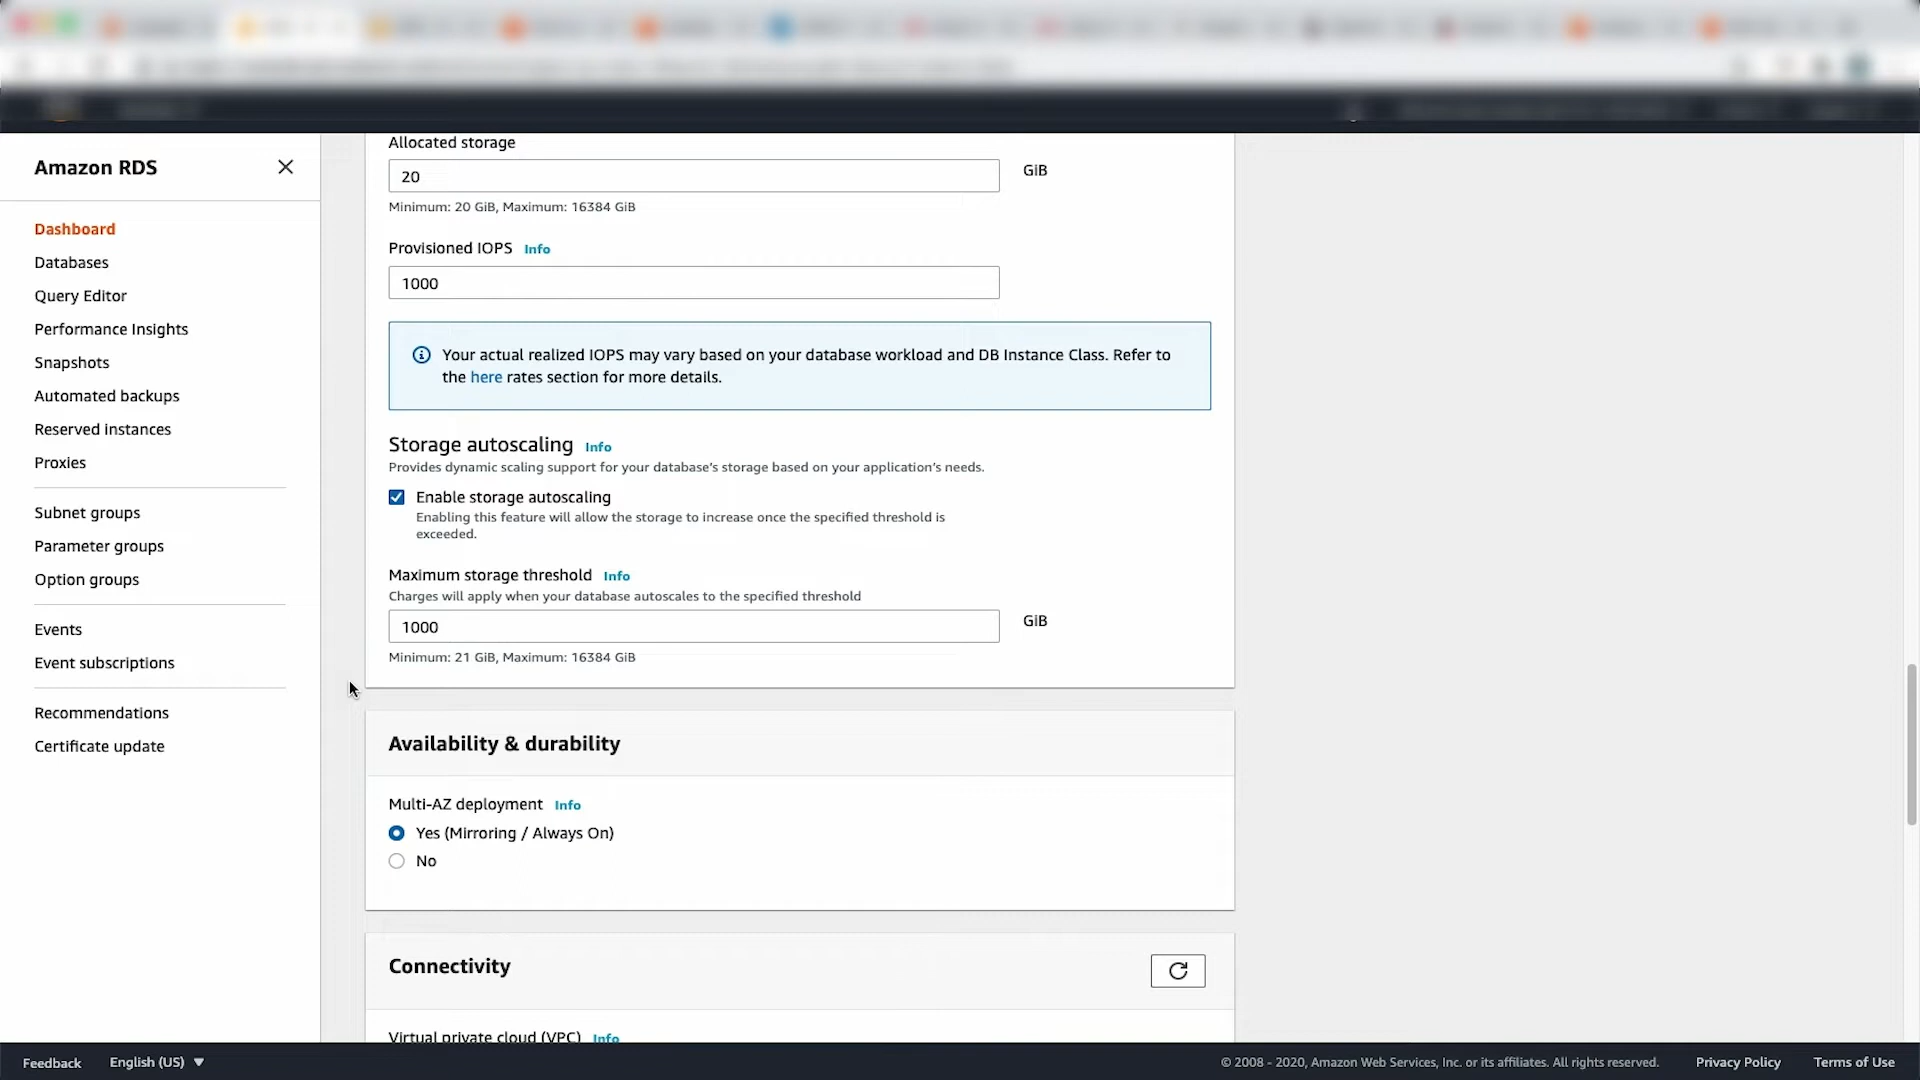 Amazon RDS
Dashboard
Databases
Query Editor
Performance Insights
Snapshots
Automated backups
Reserved instances
Proxies
Subnet groups
Parameter groups
Option groups
Events
Event subscriptions
Recommendations
Certificate update
Allocated storage
20
GiB
Minimum: 20 GiB, Maximum: 16384 GiB
Provisioned IOPS Info
1000
Your actual realized IOPS may vary based on your database workload and DB Instance Class. Refer to
the here rates section for more details.
Storage autoscaling Info
Provides dynamic scaling support for your database's storage based on your application's needs.
Enable storage autoscaling
Enabling this feature will allow the storage to increase once the specified threshold is
exceeded.
Maximum storage threshold Info
Charges will apply when your database autoscales to the specified threshold
1000
GiB
Minimum: 21 GiB, Maximum: 16384 GiB
Availability & durability
Multi-AZ deployment Info
Yes (Mirroring / Always On)
No
Connectivity
Virtual private cloud (VPC) Info
Feedback English (US)
© 2008 - 2020, Amazon Web Services, Inc. or its affiliates. All rights reserved. Privacy Policy Terms of Use